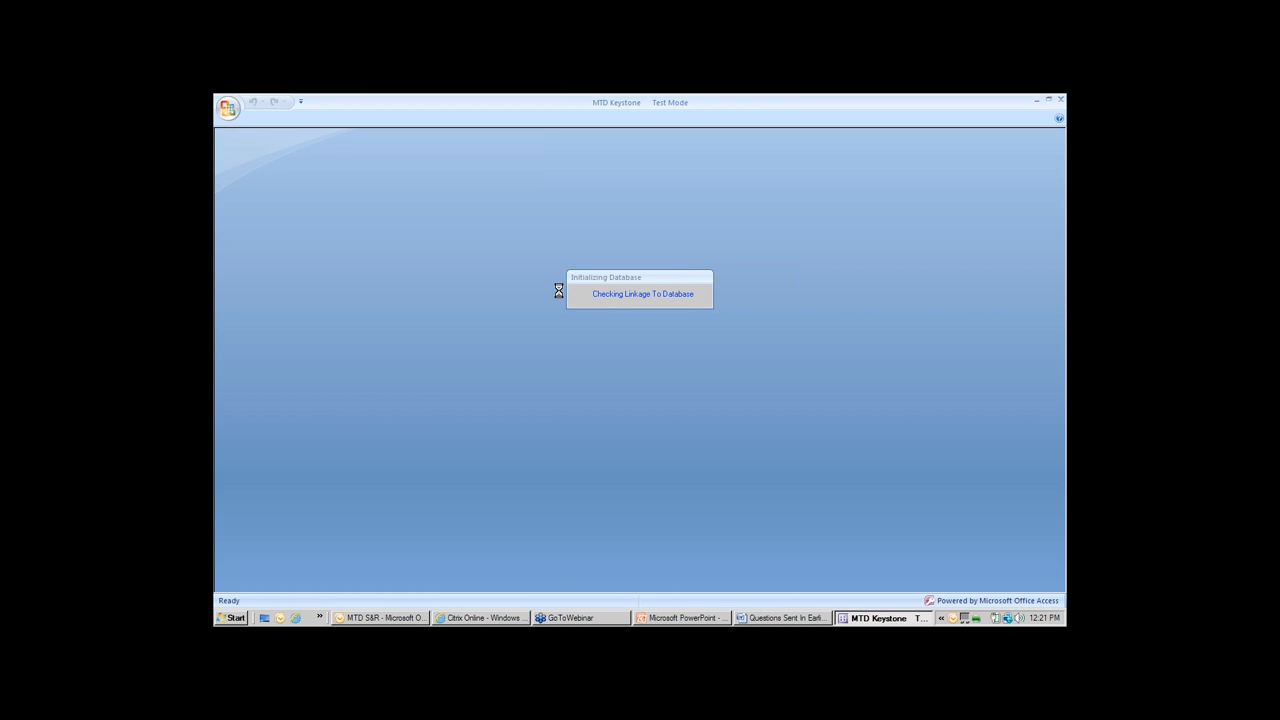 MTD Keystone Test Mode
Initializing Database
Checking Linkage To Database
Ready
Powered by Microsoft Office Access
Start
»
MTD S&R - Microsoft O...
Citrix Online - Windows ...
GoToWebinar
Microsoft PowerPoint - ...
Questions Sent In Earli...
MTD Keystone T...
«
12:21 PM